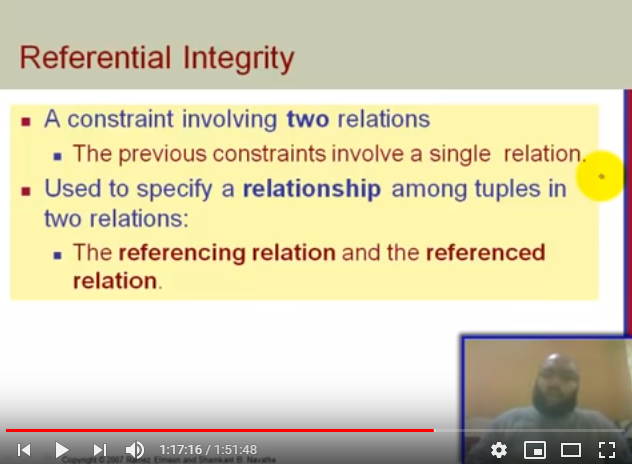 Referential Integrity
A constraint involving two relations
The previous constraints involve a single relation.
Used to specify a relationship among tuples in
two relations:
The referencing relation and the referenced
relation.
1:17:16 / 1:51:48
Copyright © 2007 Ramez Elmasri and Shamkant B. Navathe